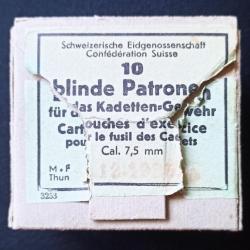 Schweizerische Eidgenossenschaft
Confédération Suisse
10
blinde Patronen
für das Kadetten-Gewehr
Cartouches d'exercice
pour le fusil des Cadets
Cal. 7,5 mm
M+F
Thun
3253